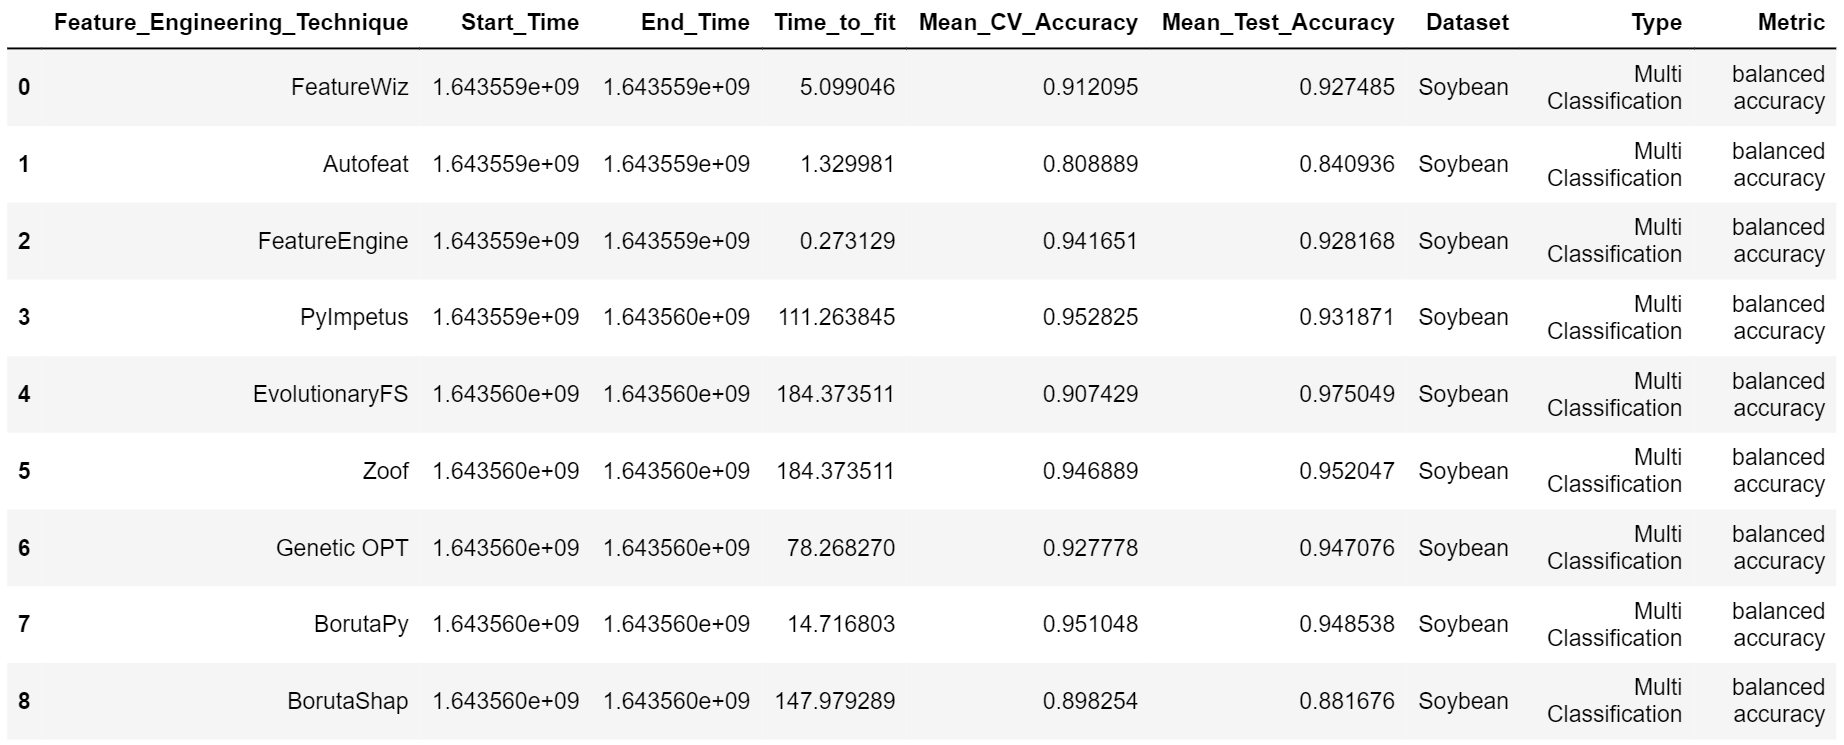 Feature_Engineering_Technique Start_Time End_Time Time_to_fit Mean_CV_Accuracy Mean_Test_Accuracy Dataset Type Metric
0 FeatureWiz 1.643559e+09 1.643559e+09 5.099046 0.912095 0.927485 Soybean Multi Classification balanced accuracy
1 Autofeat 1.643559e+09 1.643559e+09 1.329981 0.808889 0.840936 Soybean Multi Classification balanced accuracy
2 FeatureEngine 1.643559e+09 1.643559e+09 0.273129 0.941651 0.928168 Soybean Multi Classification balanced accuracy
3 PyImpetus 1.643559e+09 1.643560e+09 111.263845 0.952825 0.931871 Soybean Multi Classification balanced accuracy
4 EvolutionaryFS 1.643560e+09 1.643560e+09 184.373511 0.907429 0.975049 Soybean Multi Classification balanced accuracy
5 Zoof 1.643560e+09 1.643560e+09 184.373511 0.946889 0.952047 Soybean Multi Classification balanced accuracy
6 Genetic OPT 1.643560e+09 1.643560e+09 78.268270 0.927778 0.947076 Soybean Multi Classification balanced accuracy
7 BorutaPy 1.643560e+09 1.643560e+09 14.716803 0.951048 0.948538 Soybean Multi Classification balanced accuracy
8 BorutaShap 1.643560e+09 1.643560e+09 147.979289 0.898254 0.881676 Soybean Multi Classification balanced accuracy